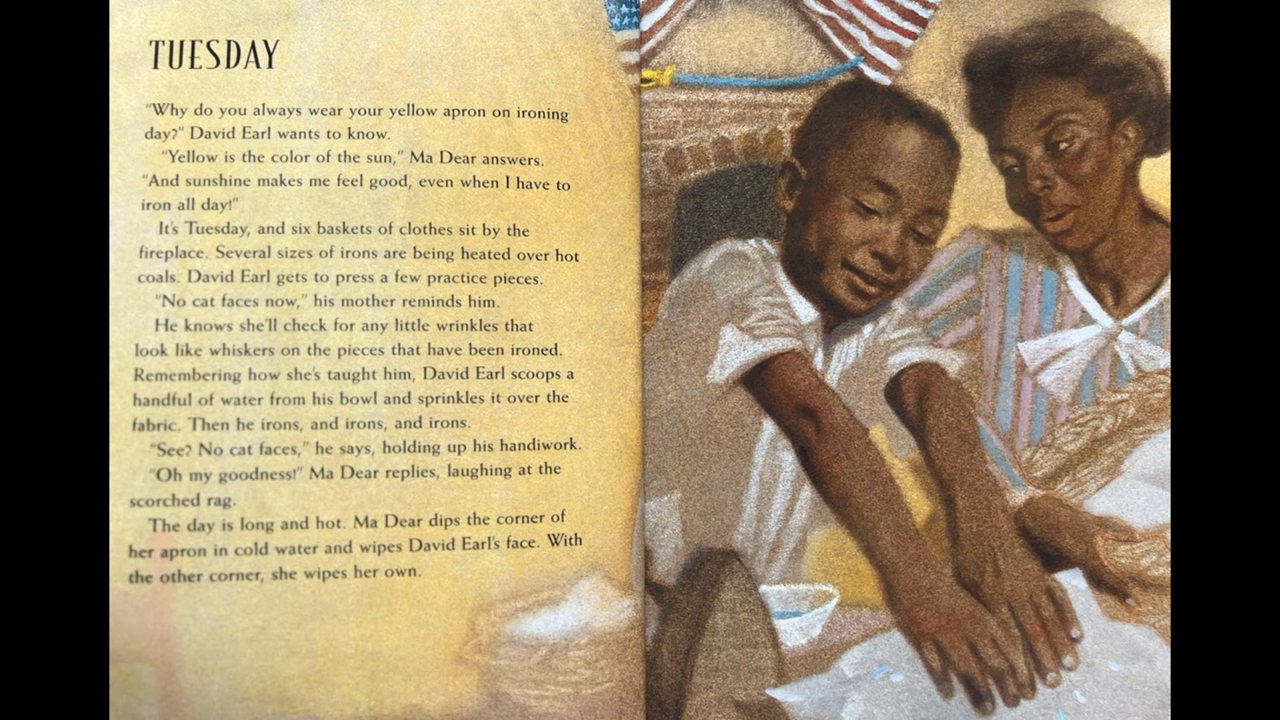 TUESDAY
"Why do you always wear your yellow apron on ironing
day?" David Earl wants to know.
"Yellow is the color of the sun," Ma Dear answers.
"And sunshine makes me feel good, even when I have to
iron all day!"
It's Tuesday, and six baskets of clothes sit by the
fireplace. Several sizes of irons are being heated over hot
coals. David Earl gets to press a few practice pieces.
"No cat faces now," his mother reminds him.
He knows she'll check for any little wrinkles that
look like whiskers on the pieces that have been ironed.
Remembering how she's taught him, David Earl scoops a
handful of water from his bowl and sprinkles it over the
fabric. Then he irons, and irons, and irons.
"See? No cat faces," he says, holding up his handiwork.
"Oh my goodness!" Ma Dear replies, laughing at the
scorched rag.
The day is long and hot. Ma Dear dips the corner of
her apron in cold water and wipes David Earl's face. With
the other corner, she wipes her own.